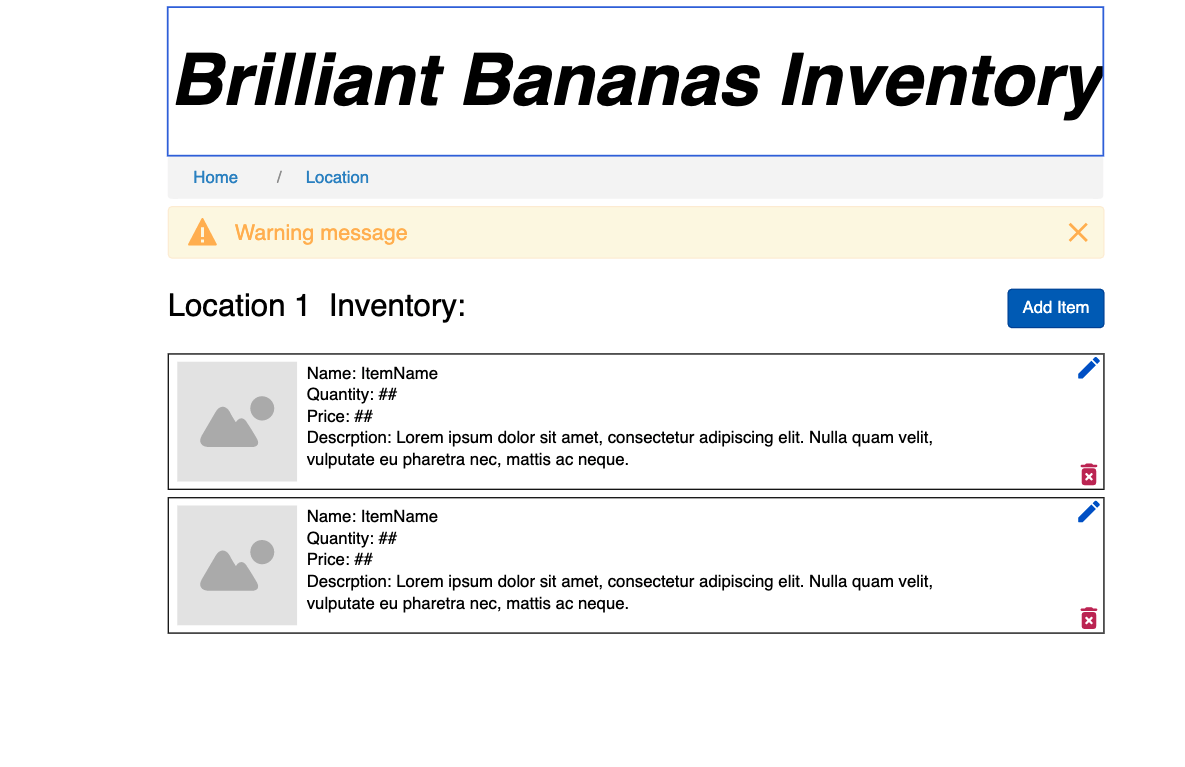 Brilliant Bananas Inventory
Home / Location
Warning message
Location 1 Inventory:
Add Item
Name: ItemName
Quantity: ##
Price: ##
Descrption: Lorem ipsum dolor sit amet, consectetur adipiscing elit. Nulla quam velit,
vulputate eu pharetra nec, mattis ac neque.
Name: ItemName
Quantity: ##
Price: ##
Descrption: Lorem ipsum dolor sit amet, consectetur adipiscing elit. Nulla quam velit,
vulputate eu pharetra nec, mattis ac neque.